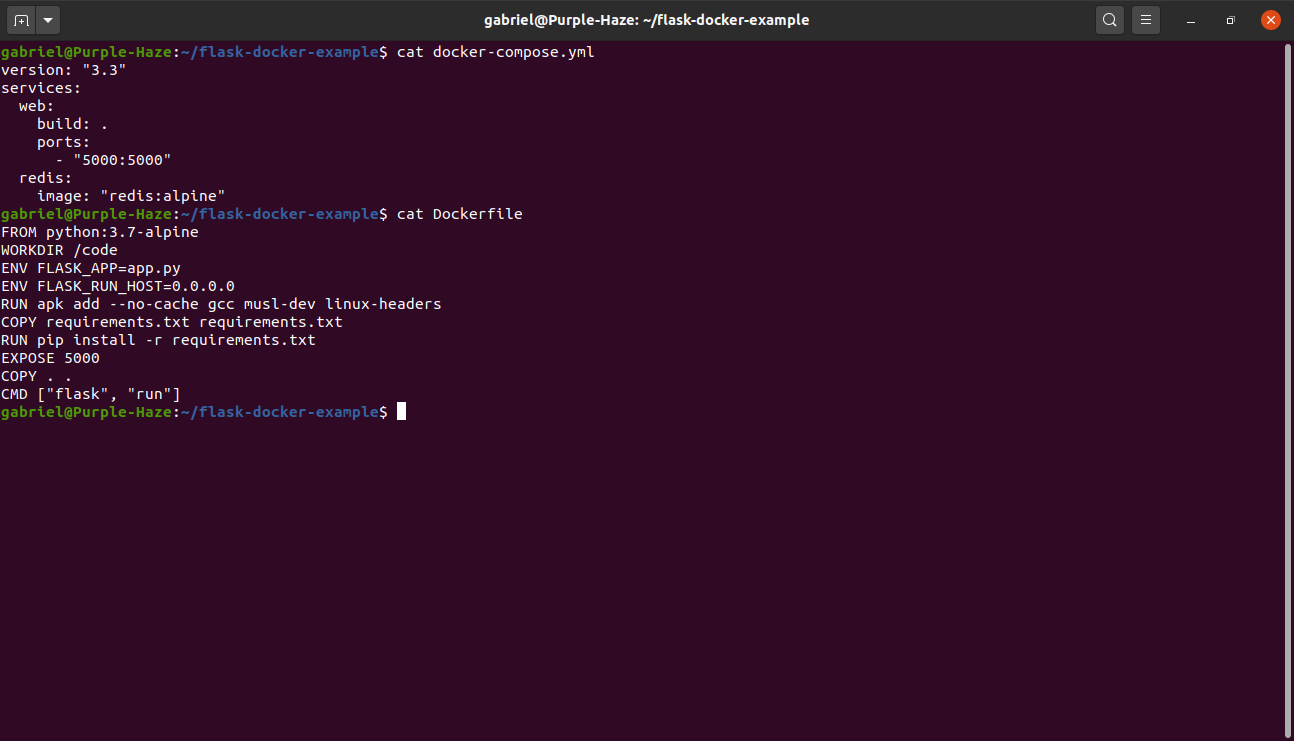 gabriel@Purple-Haze: ~/flask-docker-example
gabriel@Purple-Haze:~/flask-docker-example$ cat docker-compose.yml
version: "3.3"
services:
  web:
    build: .
    ports:
      - "5000:5000"
  redis:
    image: "redis:alpine"
gabriel@Purple-Haze:~/flask-docker-example$ cat Dockerfile
FROM python:3.7-alpine
WORKDIR /code
ENV FLASK_APP=app.py
ENV FLASK_RUN_HOST=0.0.0.0
RUN apk add --no-cache gcc musl-dev linux-headers
COPY requirements.txt requirements.txt
RUN pip install -r requirements.txt
EXPOSE 5000
COPY . .
CMD ["flask", "run"]
gabriel@Purple-Haze:~/flask-docker-example$